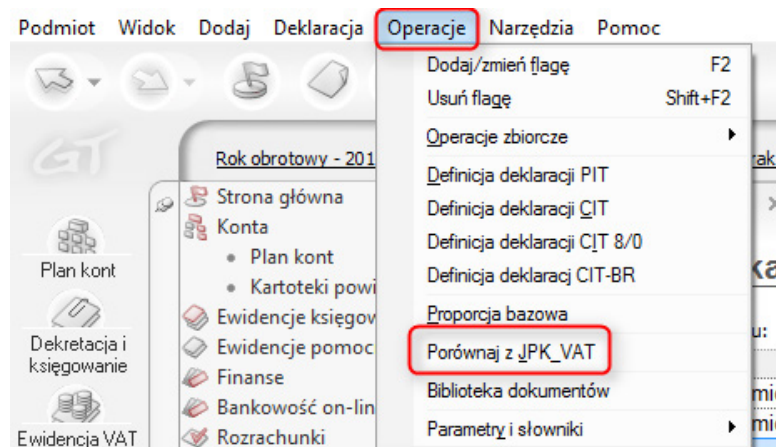 Podmiot Widok Dodaj Deklaracja Operacje Narzędzia Pomoc
Dodaj/zmień flagę F2
Usuń flagę Shift+F2
Operacje zbiorcze
Definicja deklaracji PIT
Definicja deklaracji CIT
Definicja deklaracji CIT 8/0
Definicja deklaracj CIT-BR
Proporcja bazowa
Porównaj z JPK_VAT
Biblioteka dokumentów
Parametry i słowniki
GT
Rok obrotowy - 201
Strona główna
Konta
Plan kont
Kartoteki powi
Ewidencje księgow
Ewidencje pomoc
Finanse
Bankowość on-lin
Rozrachunki
Plan kont
Dekretacja i
księgowanie
Ewidencja VAT